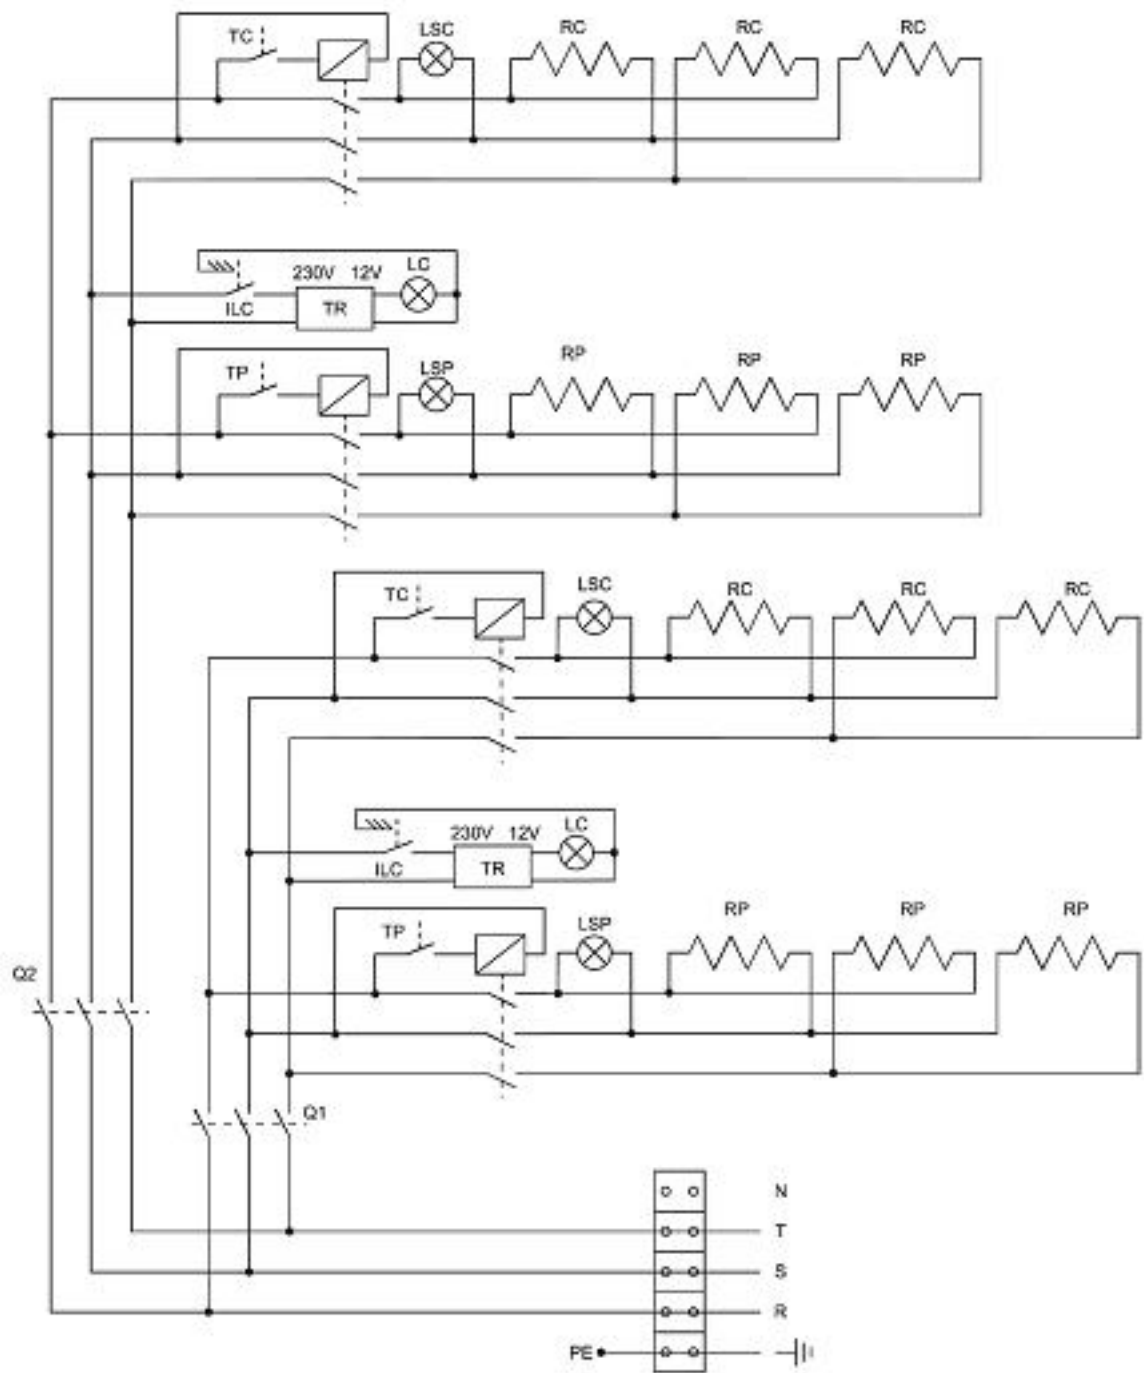 TC LSC RC RC RC
230V 12V LC
ILC TR
TP LSP RP RP RP
TC LSC RC RC RC
230V 12V LC
ILC TR
TP LSP RP RP RP
Q2
Q1
N
T
S
R
PE